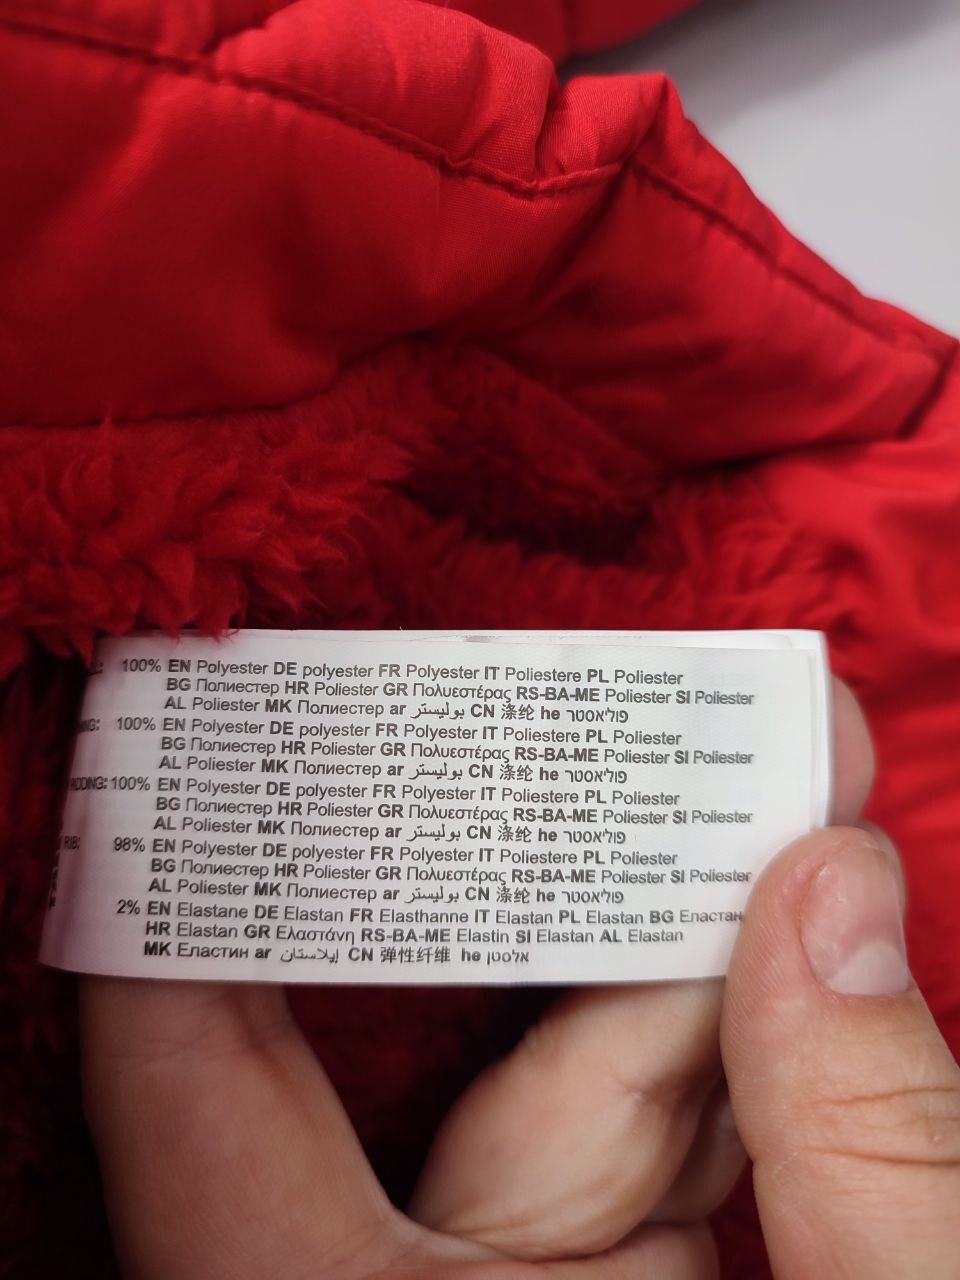 100% EN Polyester DE polyester FR Polyester IT Poliestere PL Poliester
BG Полиестер HR Poliester GR Πολυεστέρας RS-BA-ME Poliester SI Poliester
AL Poliester MK Полиестер ar بوليستر CN 涤纶 he פוליאסטר
100% EN Polyester DE polyester FR Polyester IT Poliestere PL Poliester
BG Полиестер HR Poliester GR Πολυεστέρας RS-BA-ME Poliester SI Poliester
AL Poliester MK Полиестер ar بوليستر CN 涤纶 he פוליאסטר
100% EN Polyester DE polyester FR Polyester IT Poliestere PL Poliester
BG Полиестер HR Poliester GR Πολυεστέρας RS-BA-ME Poliester SI Poliester
AL Poliester MK Полиестер ar بوليستر CN 涤纶 he פוליאסטר
RIB: 98% EN Polyester DE polyester FR Polyester IT Poliestere PL Poliester
BG Полиестер HR Poliester GR Πολυεστέρας RS-BA-ME Poliester SI Poliester
AL Poliester MK Полиестер ar بوليستر CN 涤纶 he פוליאסטר
2% EN Elastane DE Elastan FR Elasthanne IT Elastan PL Elastan BG Еластан
HR Elastan GR Ελαστάνη RS-BA-ME Elastin SI Elastan AL Elastan
MK Еластин ar إيلاستان CN 弹性纤维 he אלסטן